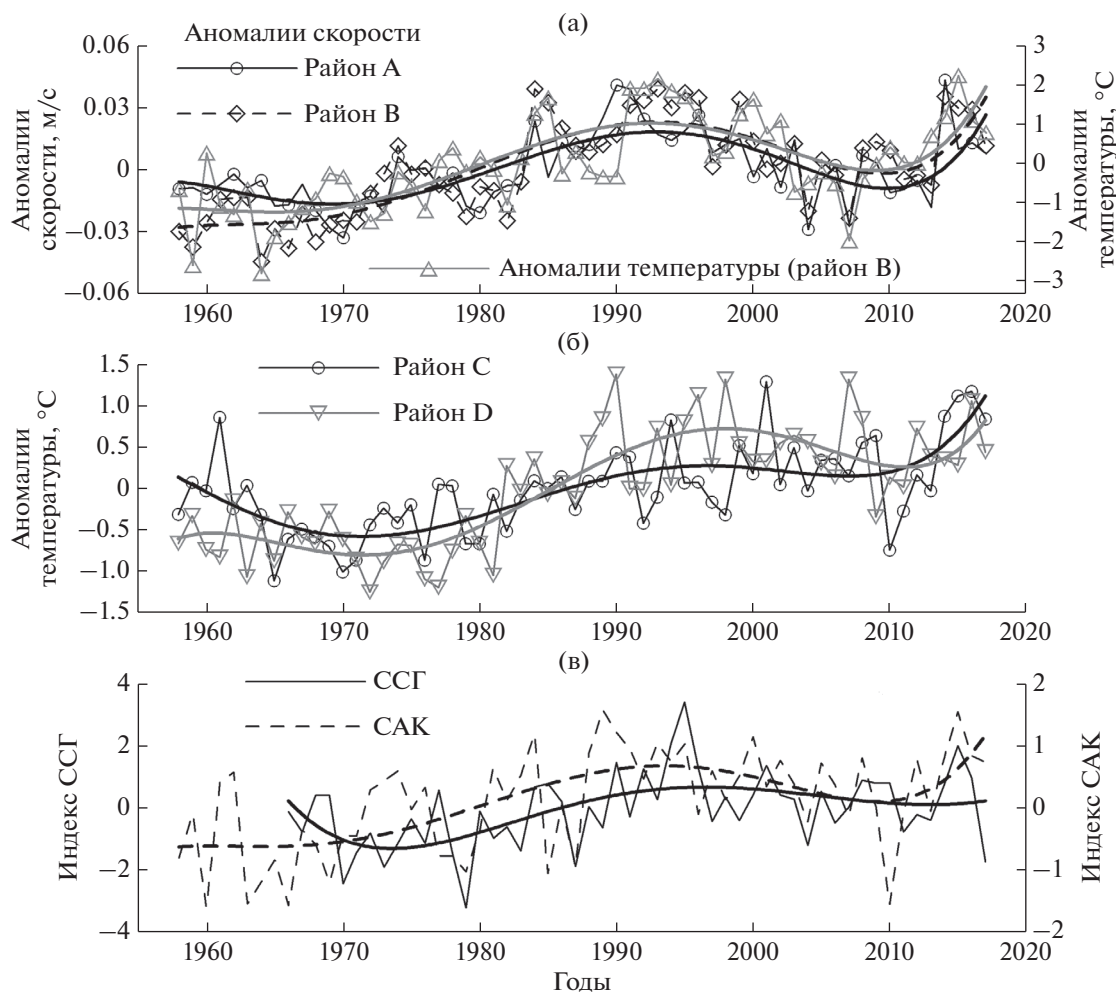 (а)
Аномалии скорости
Район A
Район B
Аномалии температуры (район B)
Аномалии
скорости, м/с
0.06
0.03
0
−0.03
−0.06
3
2
1
0
−1
−2
−3
Аномалии
температуры, °C
1960 1970 1980 1990 2000 2010 2020
(б)
Район C
Район D
Аномалии
температуры, °C
1.5
1.0
0.5
0
−0.5
−1.0
−1.5
1960 1970 1980 1990 2000 2010 2020
(в)
ССГ
САК
Индекс ССГ
4
2
0
−2
−4
2
1
0
−1
−2
Индекс САК
1960 1970 1980 1990 2000 2010 2020
Годы